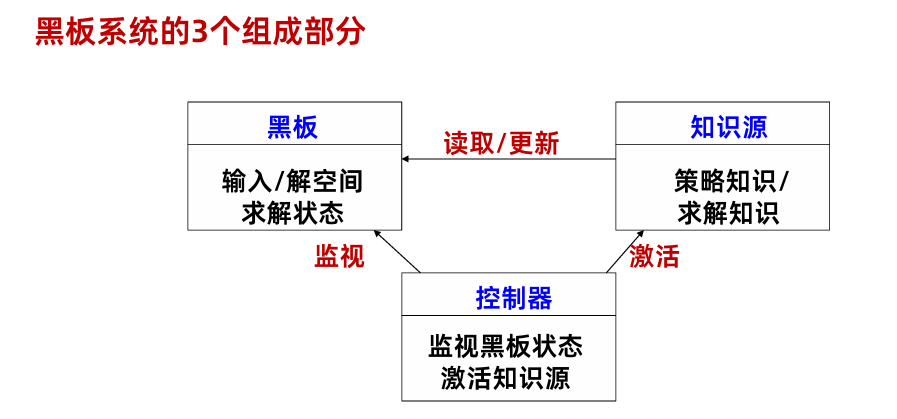 黑板系统的3个组成部分
黑板
知识源
读取/更新
输入/解空间
求解状态
策略知识/
求解知识
监视
激活
控制器
监视黑板状态
激活知识源